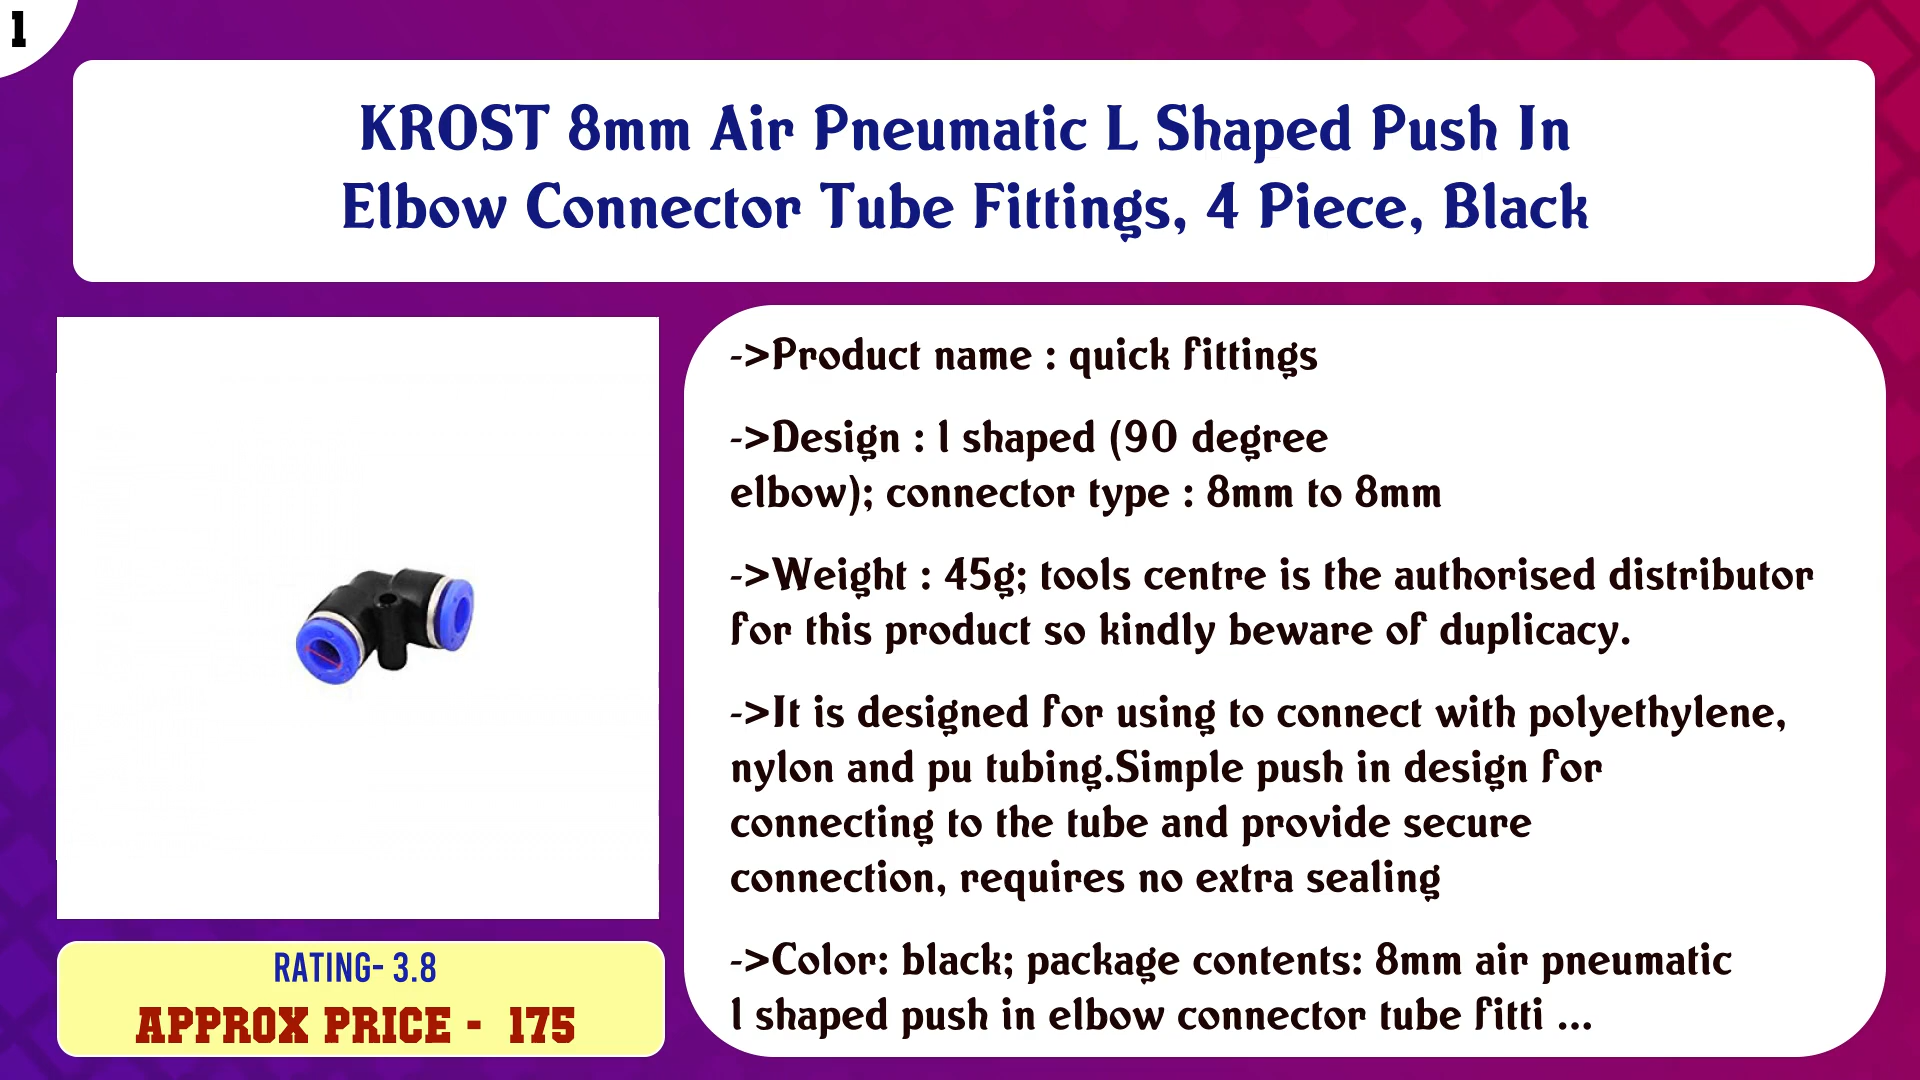 1
KROST 8mm Air Pneumatic L Shaped Push In
Elbow Connector Tube Fittings, 4 Piece, Black
->Product name : quick fittings
->Design : l shaped (90 degree
elbow); connector type : 8mm to 8mm
->Weight : 45g; tools centre is the authorised distributor
for this product so kindly beware of duplicacy.
->It is designed for using to connect with polyethylene,
nylon and pu tubing.Simple push in design for
connecting to the tube and provide secure
connection, requires no extra sealing
->Color: black; package contents: 8mm air pneumatic
l shaped push in elbow connector tube fitti ...
RATING- 3.8
APPROX PRICE - 175